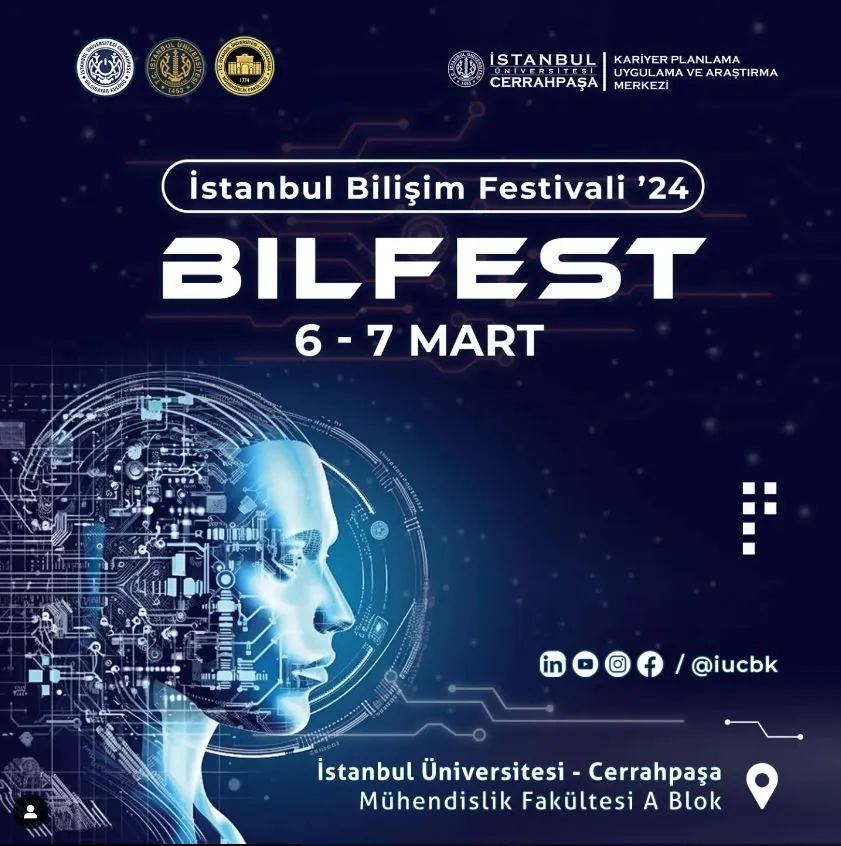 İSTANBUL
ÜNİVERSİTESİ
CERRAHPAŞA
KARİYER PLANLAMA
UYGULAMA VE ARAŞTIRMA
MERKEZİ
İstanbul Bilişim Festivali ’24
BILFEST
6 - 7 MART
in / @iucbk
İstanbul Üniversitesi - Cerrahpaşa
Mühendislik Fakültesi A Blok